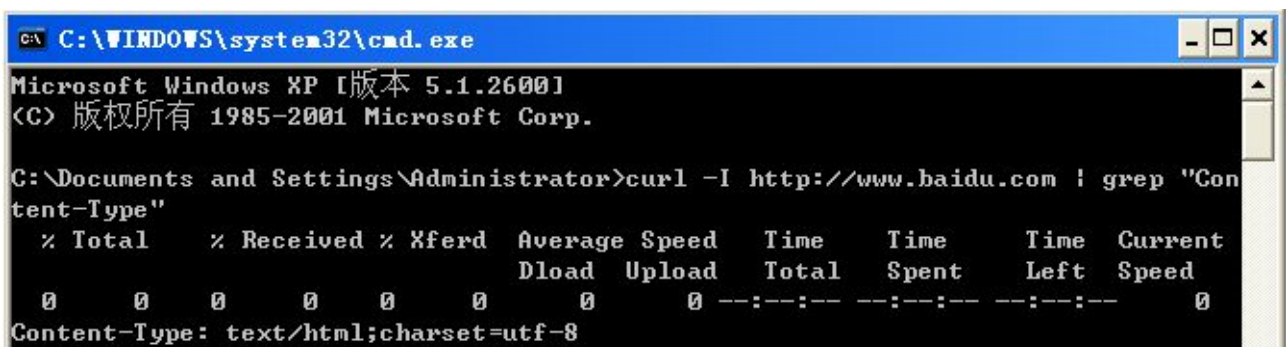 C:\WINDOWS\system32\cmd.exe
Microsoft Windows XP [版本 5.1.2600]
(C) 版权所有 1985-2001 Microsoft Corp.
C:\Documents and Settings\Administrator>curl -I http://www.baidu.com | grep "Con
tent-Type"
% Total % Received % Xferd Average Speed Time Time Time Current
Dload Upload Total Spent Left Speed
0 0 0 0 0 0 0 0 --:--:-- --:--:-- --:--:-- 0
Content-Type: text/html;charset=utf-8